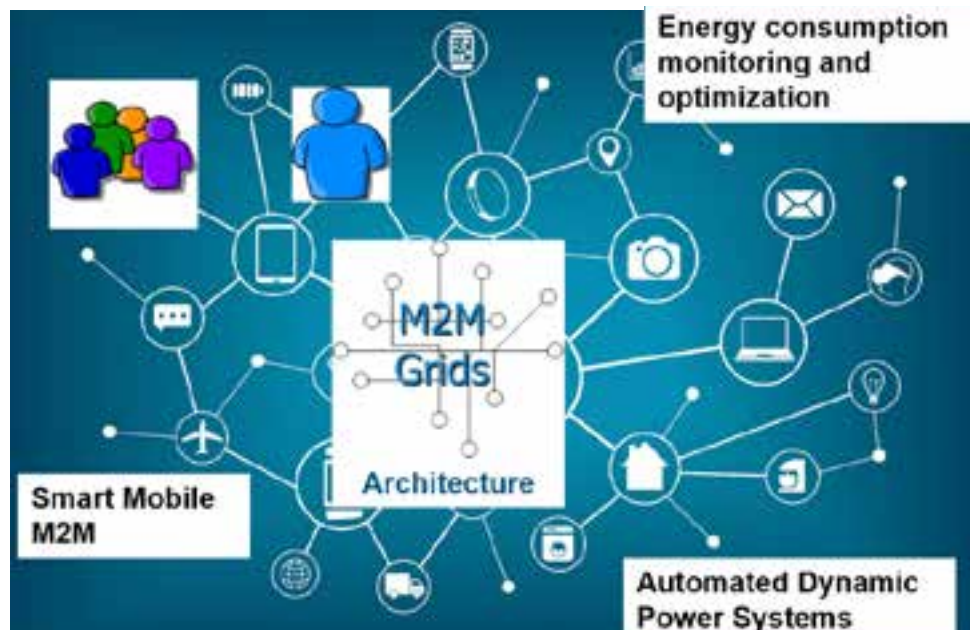 Energy consumption
monitoring and
optimization
M2M
Grids
Architecture
Smart Mobile
M2M
Automated Dynamic
Power Systems